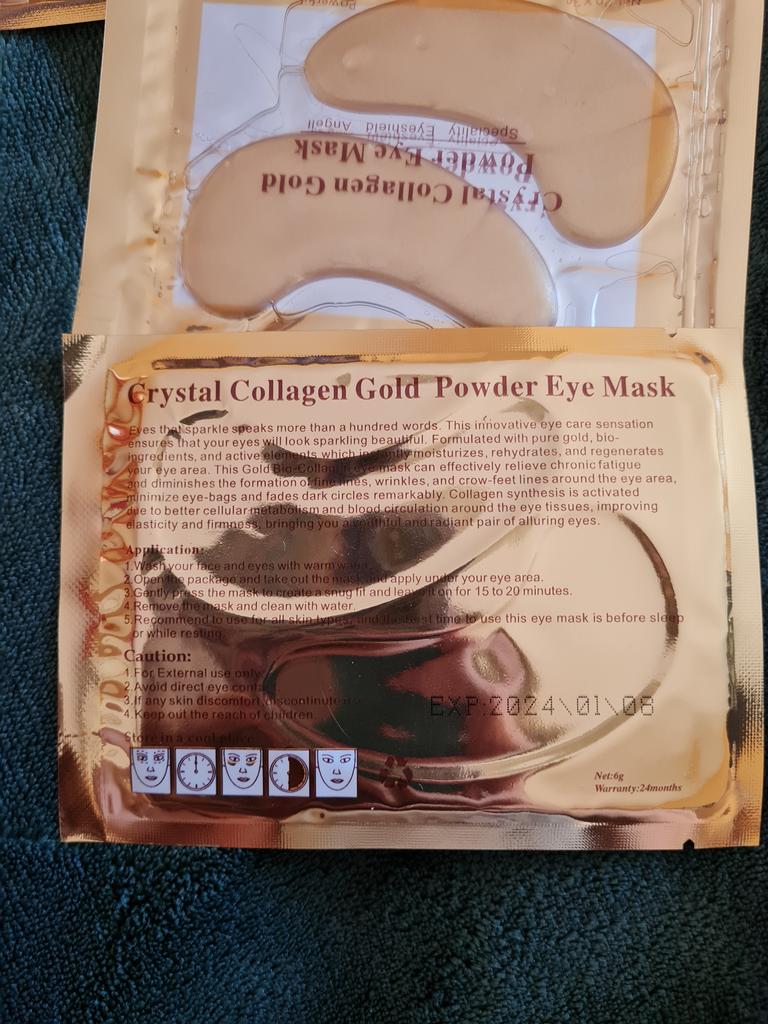 Powerful
Net:2p x 3g
Speciality Eyeshield Angell
Powder Eye Mask
Crystal Collagen Gold
Crystal Collagen Gold Powder Eye Mask
Eyes that sparkle speaks more than a hundred words. This innovative eye care sensation
ensures that your eyes will look sparkling beautiful. Formulated with pure gold, bio-
ingredients, and active elements which instantly moisturizes, rehydrates, and regenerates
your eye area. This Gold Bio-Collagen eye mask can effectively relieve chronic fatigue
and diminishes the formation of fine lines, wrinkles, and crow-feet lines around the eye area,
minimize eye-bags and fades dark circles remarkably. Collagen synthesis is activated
due to better cellular metabolism and blood circulation around the eye tissues, improving
elasticity and firmness, bringing you a youthful and radiant pair of alluring eyes.
Application:
1.Wash your face and eyes with warm water.
2.Open the package and take out the mask and apply under your eye area.
3.Gently press the mask to create a snug fit and leave it on for 15 to 20 minutes.
4.Remove the mask and clean with water.
5.Recommend to use for all skin types, and the best time to use this eye mask is before sleep
or while resting.
Caution:
1.For External use only.
2.Avoid direct eye contact
3.If any skin discomfort, discontinue
4.Keep out the reach of children.
Store in a cool place
EXP:2024\01\08
Net:6g
Warranty:24months